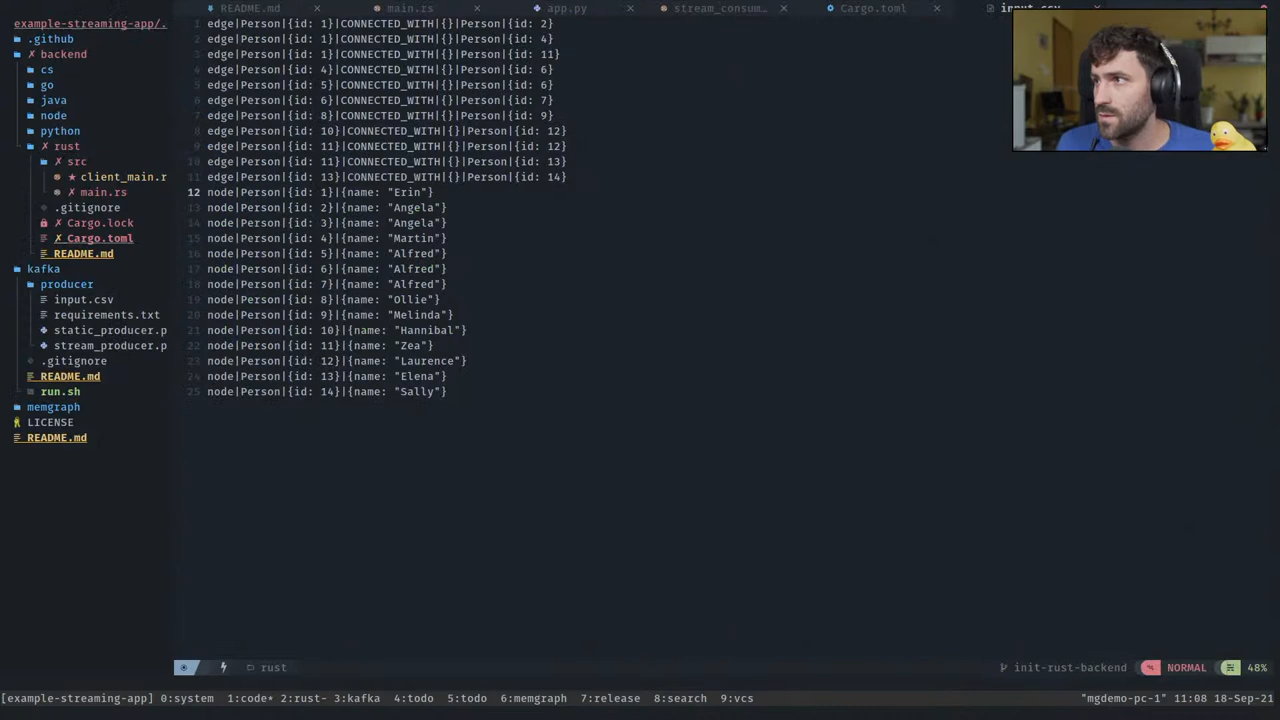 README.md main.rs app.py stream_consum… Cargo.toml input.csv
example-streaming-app/.
.github
✗ backend
cs
go
java
node
python
✗ rust
✗ src
★ client_main.r
✗ main.rs
.gitignore
✗ Cargo.lock
✗ Cargo.toml
README.md
kafka
producer
input.csv
requirements.txt
static_producer.p
stream_producer.p
.gitignore
README.md
run.sh
memgraph
LICENSE
README.md
1 edge|Person|{id: 1}|CONNECTED_WITH|{}|Person|{id: 2}
2 edge|Person|{id: 1}|CONNECTED_WITH|{}|Person|{id: 4}
3 edge|Person|{id: 1}|CONNECTED_WITH|{}|Person|{id: 11}
4 edge|Person|{id: 4}|CONNECTED_WITH|{}|Person|{id: 6}
5 edge|Person|{id: 5}|CONNECTED_WITH|{}|Person|{id: 6}
6 edge|Person|{id: 6}|CONNECTED_WITH|{}|Person|{id: 7}
7 edge|Person|{id: 8}|CONNECTED_WITH|{}|Person|{id: 9}
8 edge|Person|{id: 10}|CONNECTED_WITH|{}|Person|{id: 12}
9 edge|Person|{id: 11}|CONNECTED_WITH|{}|Person|{id: 12}
10 edge|Person|{id: 11}|CONNECTED_WITH|{}|Person|{id: 13}
11 edge|Person|{id: 13}|CONNECTED_WITH|{}|Person|{id: 14}
12 node|Person|{id: 1}|{name: "Erin"}
13 node|Person|{id: 2}|{name: "Angela"}
14 node|Person|{id: 3}|{name: "Angela"}
15 node|Person|{id: 4}|{name: "Martin"}
16 node|Person|{id: 5}|{name: "Alfred"}
17 node|Person|{id: 6}|{name: "Alfred"}
18 node|Person|{id: 7}|{name: "Alfred"}
19 node|Person|{id: 8}|{name: "Ollie"}
20 node|Person|{id: 9}|{name: "Melinda"}
21 node|Person|{id: 10}|{name: "Hannibal"}
22 node|Person|{id: 11}|{name: "Zea"}
23 node|Person|{id: 12}|{name: "Laurence"}
24 node|Person|{id: 13}|{name: "Elena"}
25 node|Person|{id: 14}|{name: "Sally"}
rust init-rust-backend NORMAL 48%
[example-streaming-app] 0:system 1:code* 2:rust- 3:kafka 4:todo 5:todo 6:memgraph 7:release 8:search 9:vcs "mgdemo-pc-1" 11:08 18-Sep-21